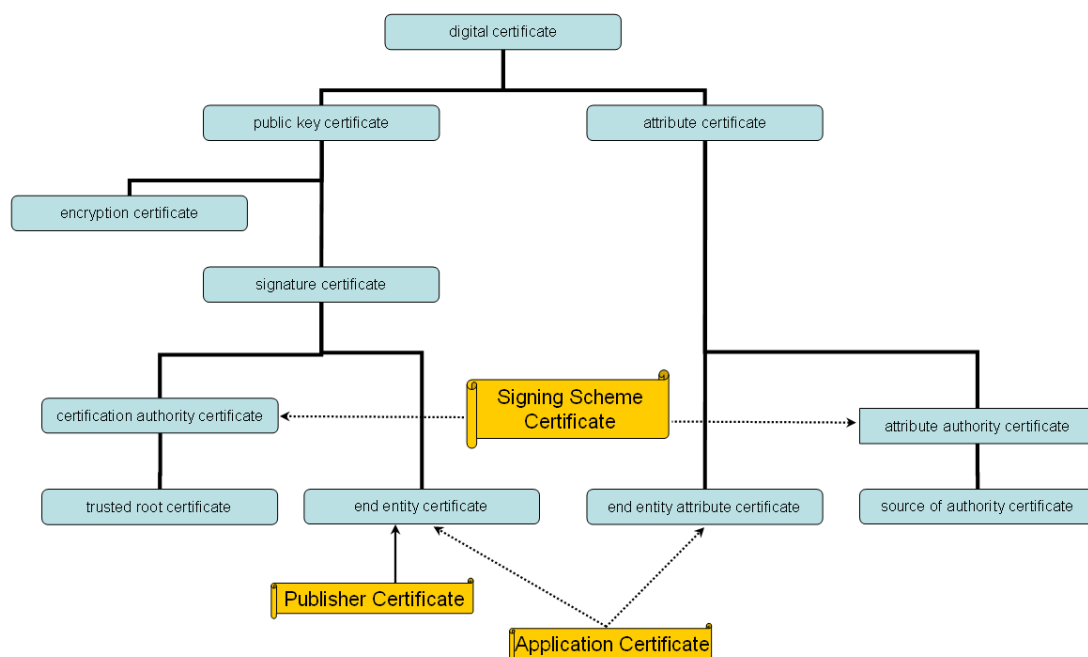 digital certificate
public key certificate
attribute certificate
encryption certificate
signature certificate
Signing Scheme
Certificate
certification authority certificate
attribute authority certificate
trusted root certificate
end entity certificate
end entity attribute certificate
source of authority certificate
Publisher Certificate
Application Certificate